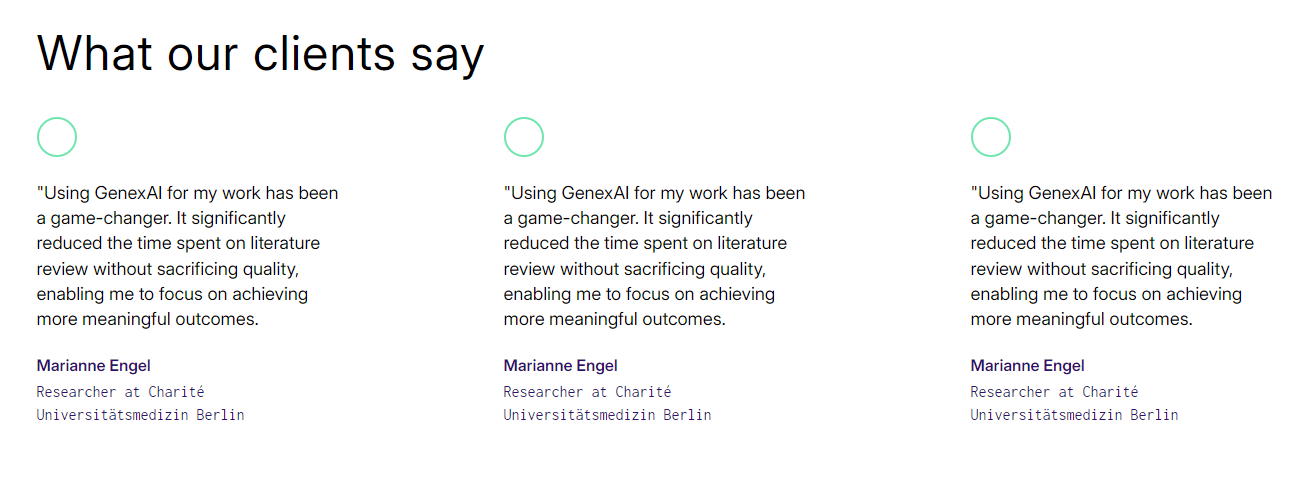 What our clients say
"Using GenexAI for my work has been
a game-changer. It significantly
reduced the time spent on literature
review without sacrificing quality,
enabling me to focus on achieving
more meaningful outcomes.
Marianne Engel
Researcher at Charité
Universitätsmedizin Berlin
"Using GenexAI for my work has been
a game-changer. It significantly
reduced the time spent on literature
review without sacrificing quality,
enabling me to focus on achieving
more meaningful outcomes.
Marianne Engel
Researcher at Charité
Universitätsmedizin Berlin
"Using GenexAI for my work has been
a game-changer. It significantly
reduced the time spent on literature
review without sacrificing quality,
enabling me to focus on achieving
more meaningful outcomes.
Marianne Engel
Researcher at Charité
Universitätsmedizin Berlin